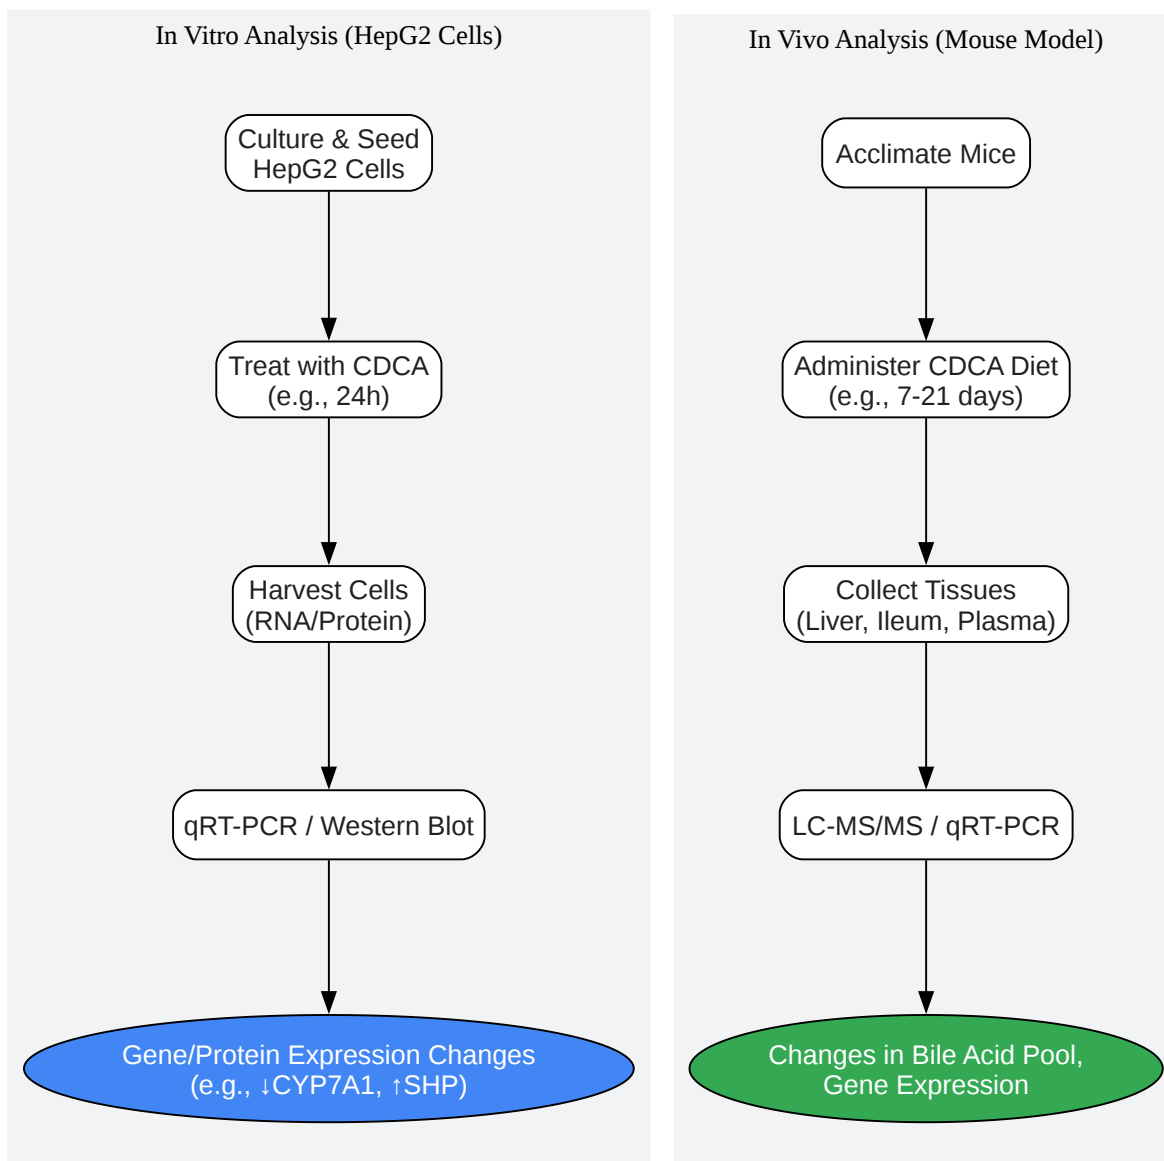 In Vitro Analysis (HepG2 Cells)
Culture & Seed
HepG2 Cells
Treat with CDCA
(e.g., 24h)
Harvest Cells
(RNA/Protein)
qRT-PCR / Western Blot
Gene/Protein Expression Changes
(e.g., ↓CYP7A1, ↑SHP)
In Vivo Analysis (Mouse Model)
Acclimate Mice
Administer CDCA Diet
(e.g., 7-21 days)
Collect Tissues
(Liver, Ileum, Plasma)
LC-MS/MS / qRT-PCR
Changes in Bile Acid Pool,
Gene Expression